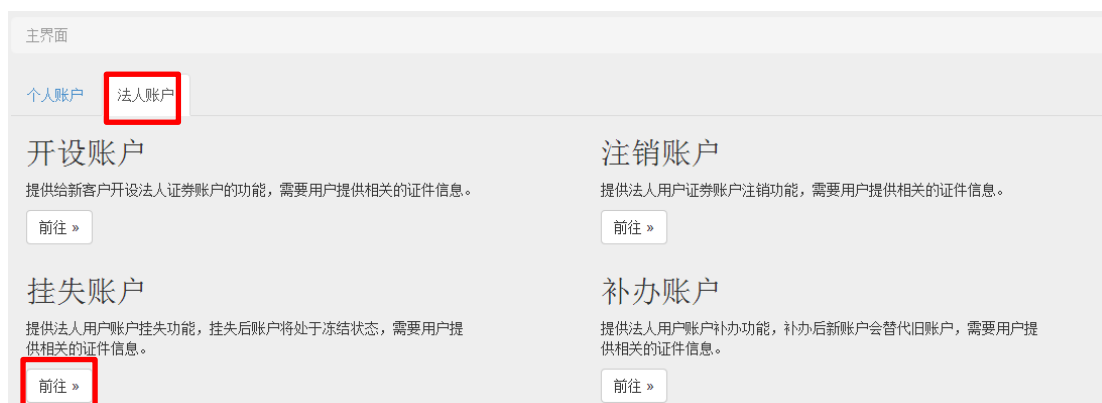 主界面
个人账户 法人账户
开设账户
提供给新客户开设法人证券账户的功能，需要用户提供相关的证件信息。
前往 »
注销账户
提供法人用户证券账户注销功能，需要用户提供相关的证件信息。
前往 »
挂失账户
提供法人用户账户挂失功能，挂失后账户将处于冻结状态，需要用户提
供相关的证件信息。
前往 »
补办账户
提供法人用户账户补办功能，补办后新账户会替代旧账户，需要用户提
供相关的证件信息。
前往 »